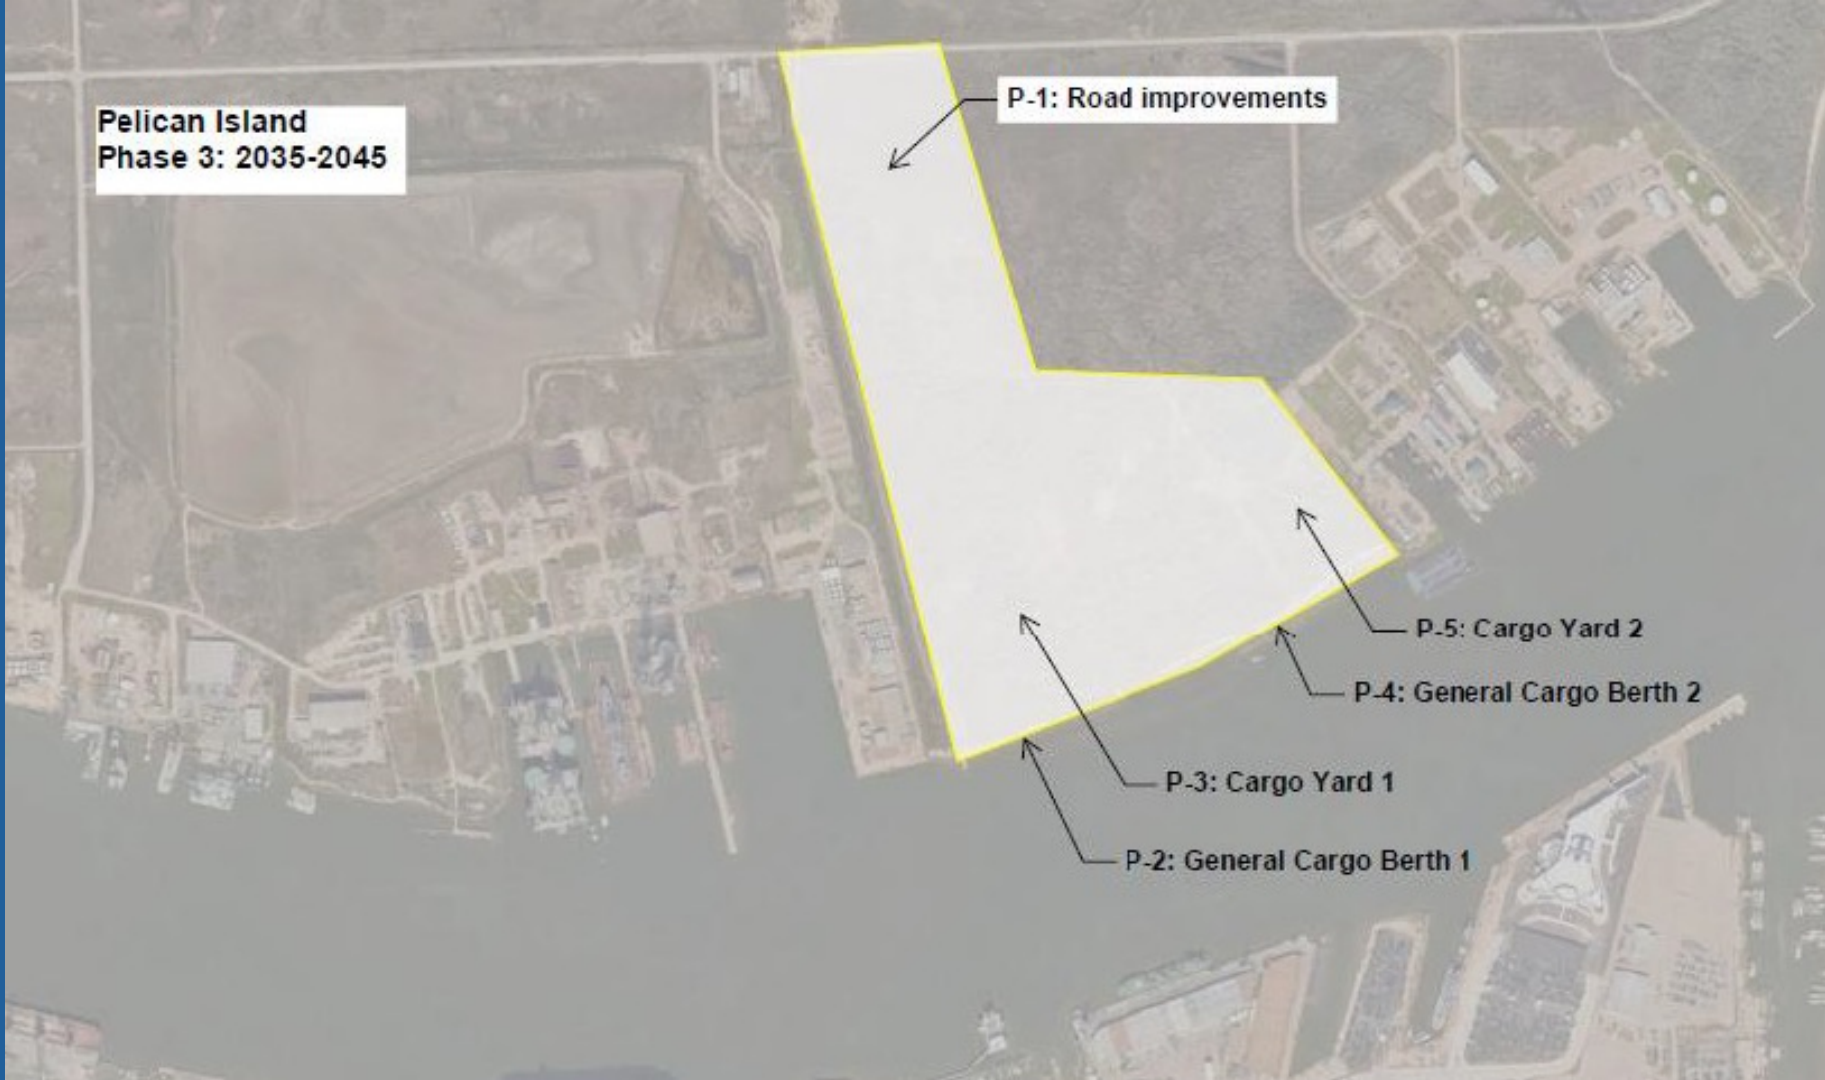 Pelican Island
Phase 3: 2035-2045
P-1: Road improvements
P-5: Cargo Yard 2
P-4: General Cargo Berth 2
P-3: Cargo Yard 1
P-2: General Cargo Berth 1